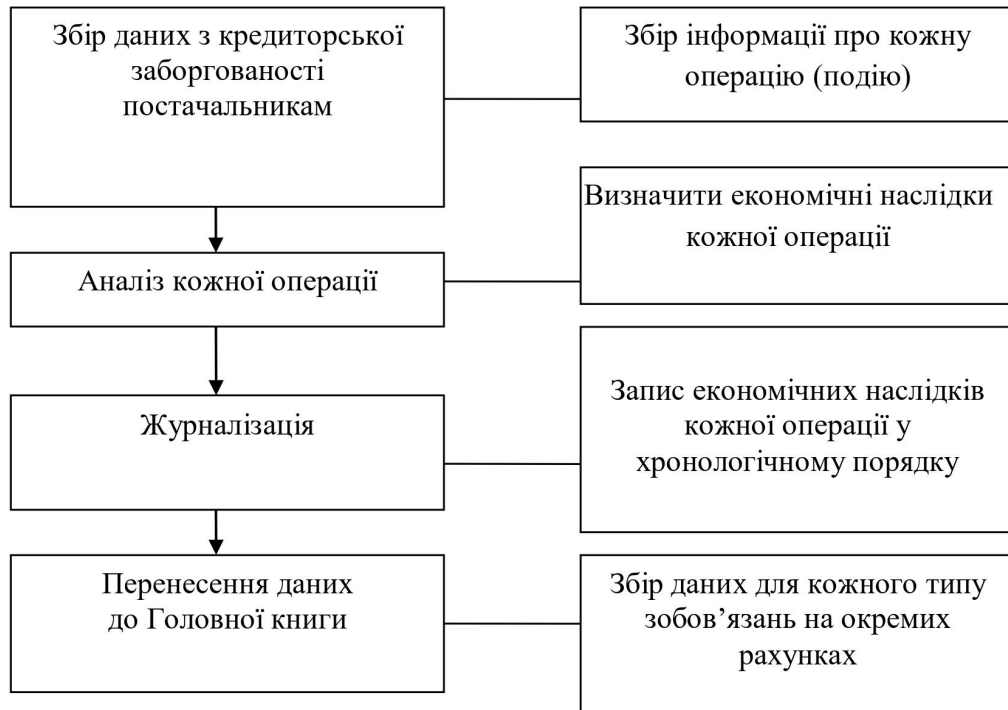 Збір даних з кредиторської
заборгованості
постачальникам
Збір інформації про кожну
операцію (подію)
Визначити економічні наслідки
кожної операції
Аналіз кожної операції
Запис економічних наслідків
кожної операції у
хронологічному порядку
Журналізація
Перенесення даних
до Головної книги
Збір даних для кожного типу
зобов’язань на окремих
рахунках